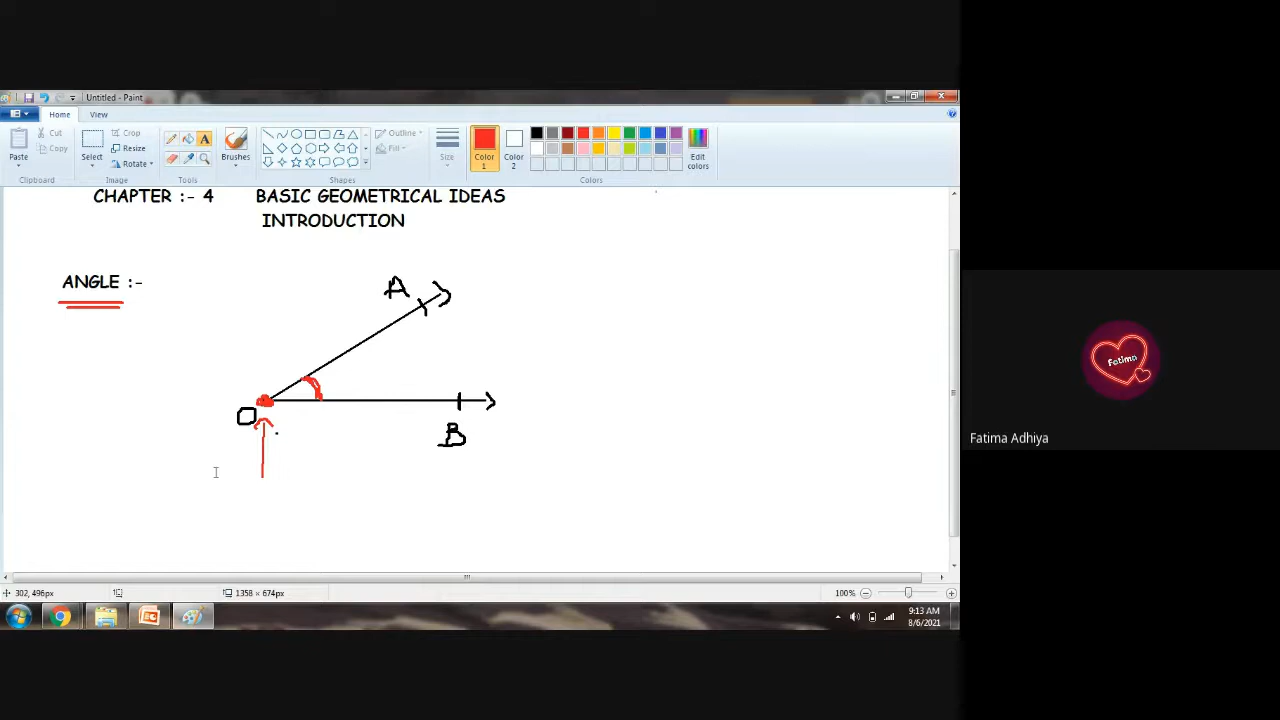 Untitled - Paint
Home View
Cut
Copy
Paste
Clipboard
Crop
Resize
Rotate
Select
Image
A
Tools
Brushes
Outline
Fill
Shapes
Size
Color 1
Color 2
Edit colors
Colors
CHAPTER :- 4 BASIC GEOMETRICAL IDEAS
INTRODUCTION
ANGLE :-
A
O
B
Fatima
Fatima Adhiya
302, 496px
1358 × 674px
100%
9:13 AM
8/6/2021